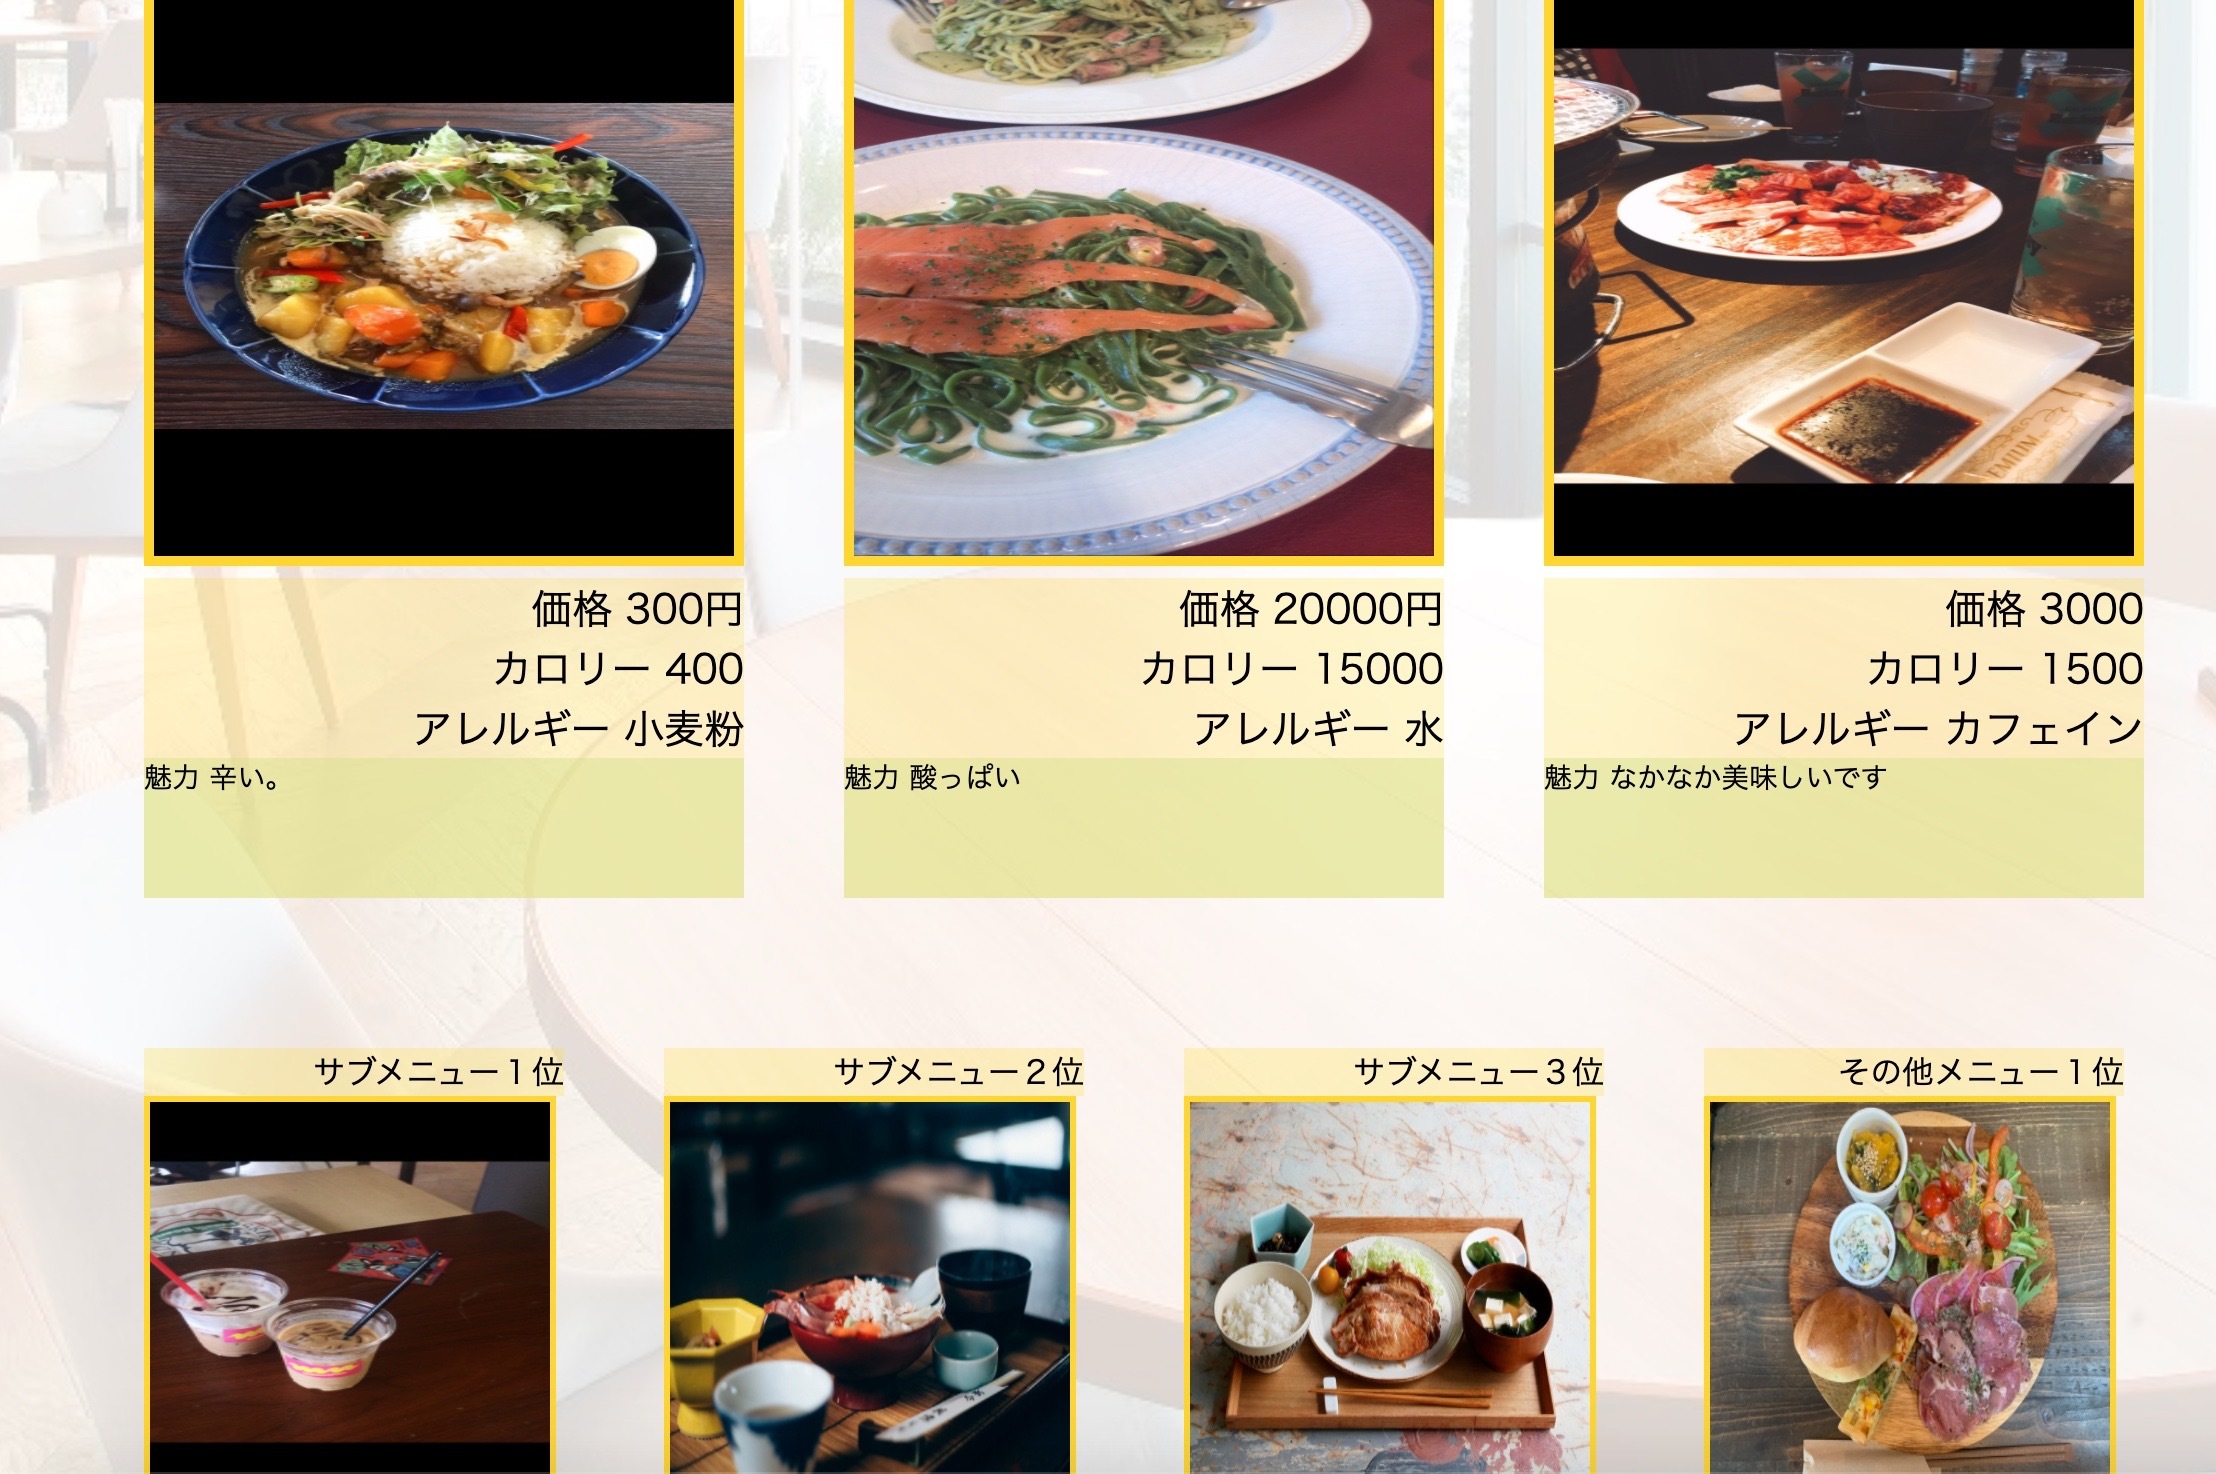 価格 300円
カロリー 400
アレルギー 小麦粉
魅力 辛い。
価格 20000円
カロリー 15000
アレルギー 水
魅力 酸っぱい
価格 3000
カロリー 1500
アレルギー カフェイン
魅力 なかなか美味しいです
サブメニュー１位
サブメニュー２位
サブメニュー３位
その他メニュー１位